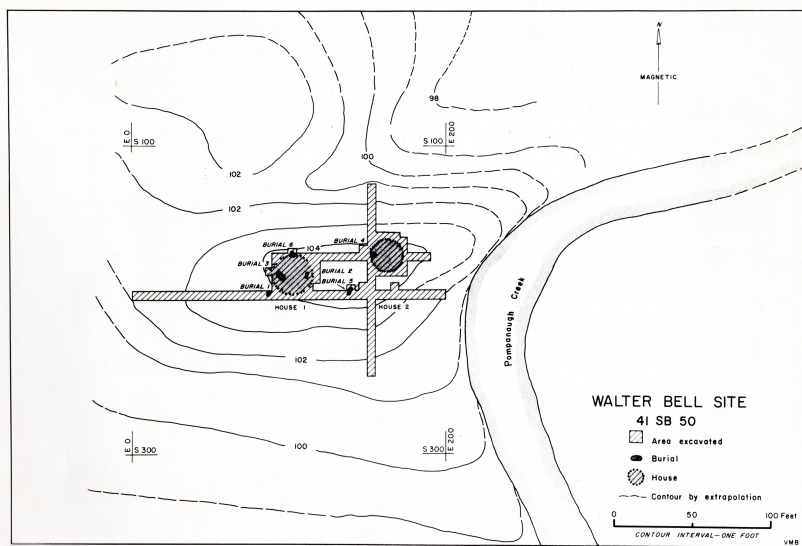 N
MAGNETIC
98
E 0
S 100
S 100
E 200
100
102
102
BURIAL 6
104
BURIAL 4
BURIAL 3
BURIAL 2
BURIAL 5
BURIAL 1
HOUSE 1
HOUSE 2
102
Pompanaugh Creek
E 0
S 300
100
S 300
E 200
WALTER BELL SITE
41 SB 50
Area excavated
Burial
House
Contour by extrapolation
0 50 100 Feet
CONTOUR INTERVAL—ONE FOOT
VMB